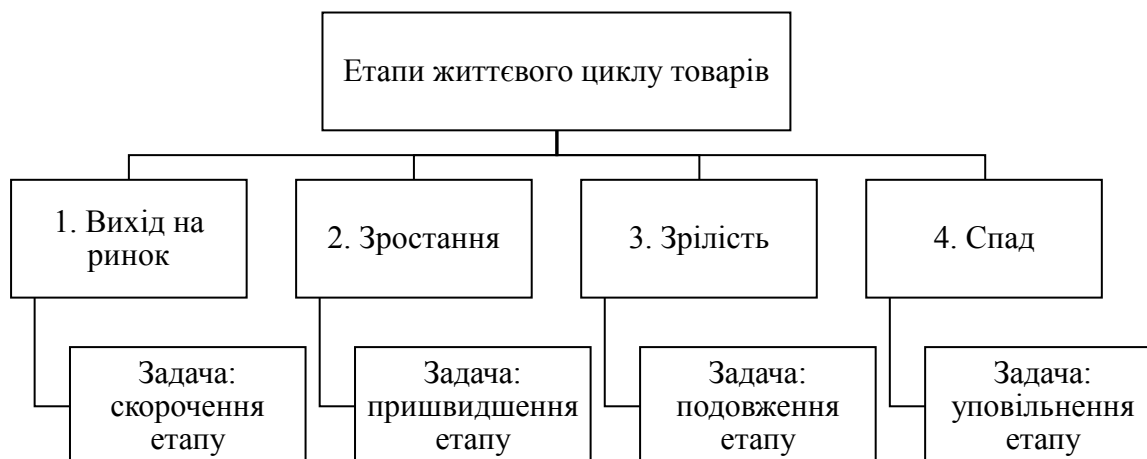 Етапи життєвого циклу товарів
1. Вихід на
ринок
2. Зростання
3. Зрілість
4. Спад
Задача:
скорочення
етапу
Задача:
пришвидшення
етапу
Задача:
подовження
етапу
Задача:
уповільнення
етапу